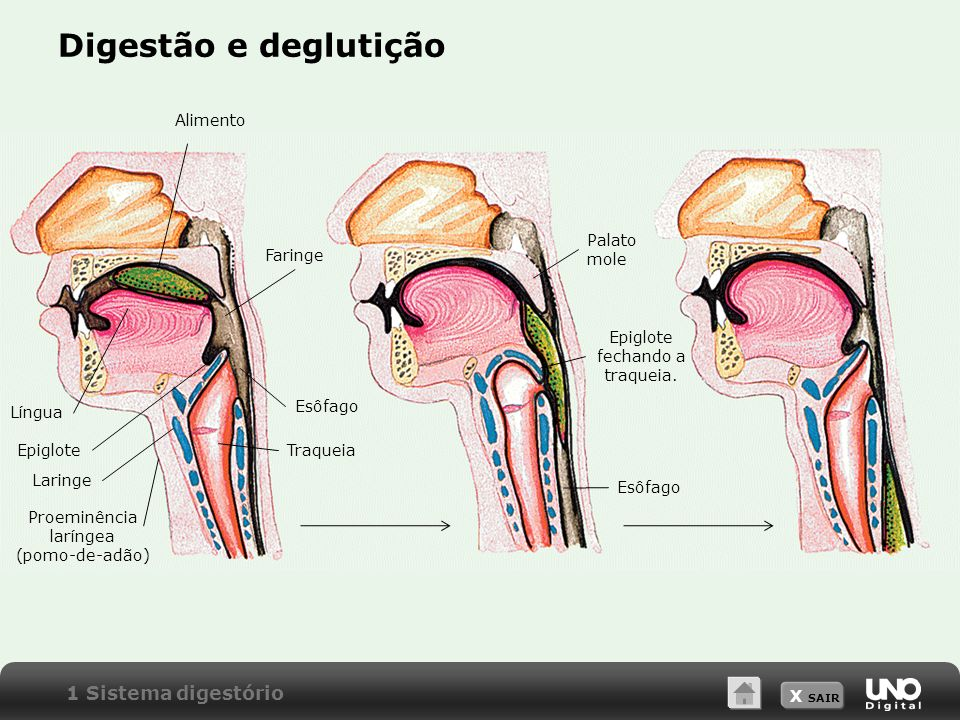 Digestão e deglutição
Alimento
Faringe
Palato
mole
Epiglote
fechando a
traqueia.
Língua
Esôfago
Epiglote
Traqueia
Laringe
Esôfago
Proeminência
laríngea
(pomo-de-adão)
1 Sistema digestório
X SAIR
UNO
Digital